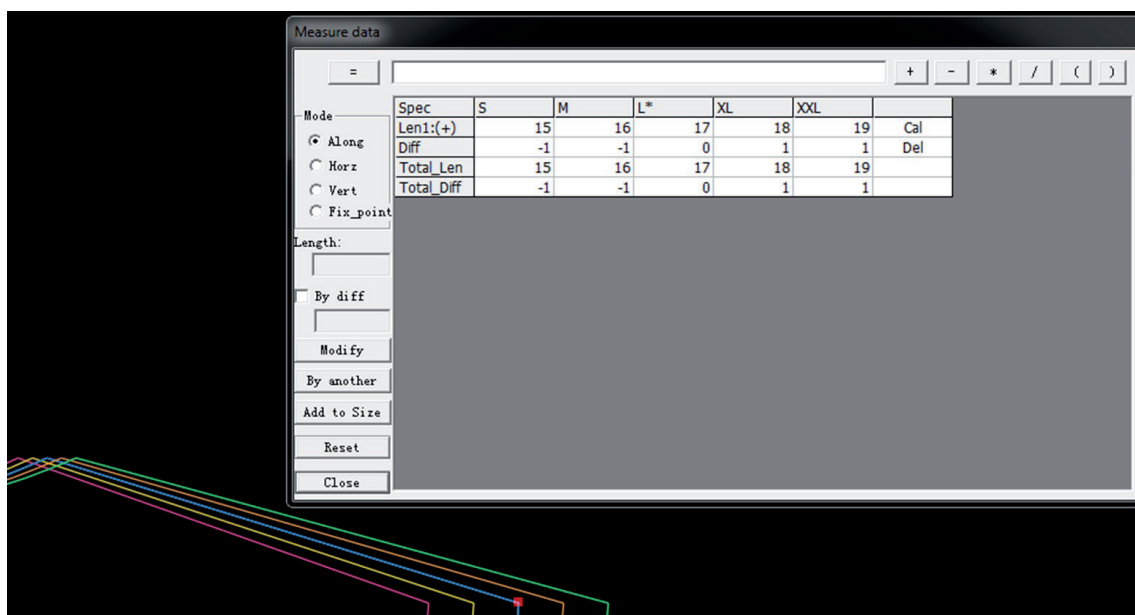 Measure data
= + - * / ( )
Mode
Along
Horz
Vert
Fix_point
Length:
By diff
Modify
By another
Add to Size
Reset
Close
Spec S M L* XL XXL
Len1:(+) 15 16 17 18 19 Cal
Diff -1 -1 0 1 1 Del
Total_Len 15 16 17 18 19
Total_Diff -1 -1 0 1 1